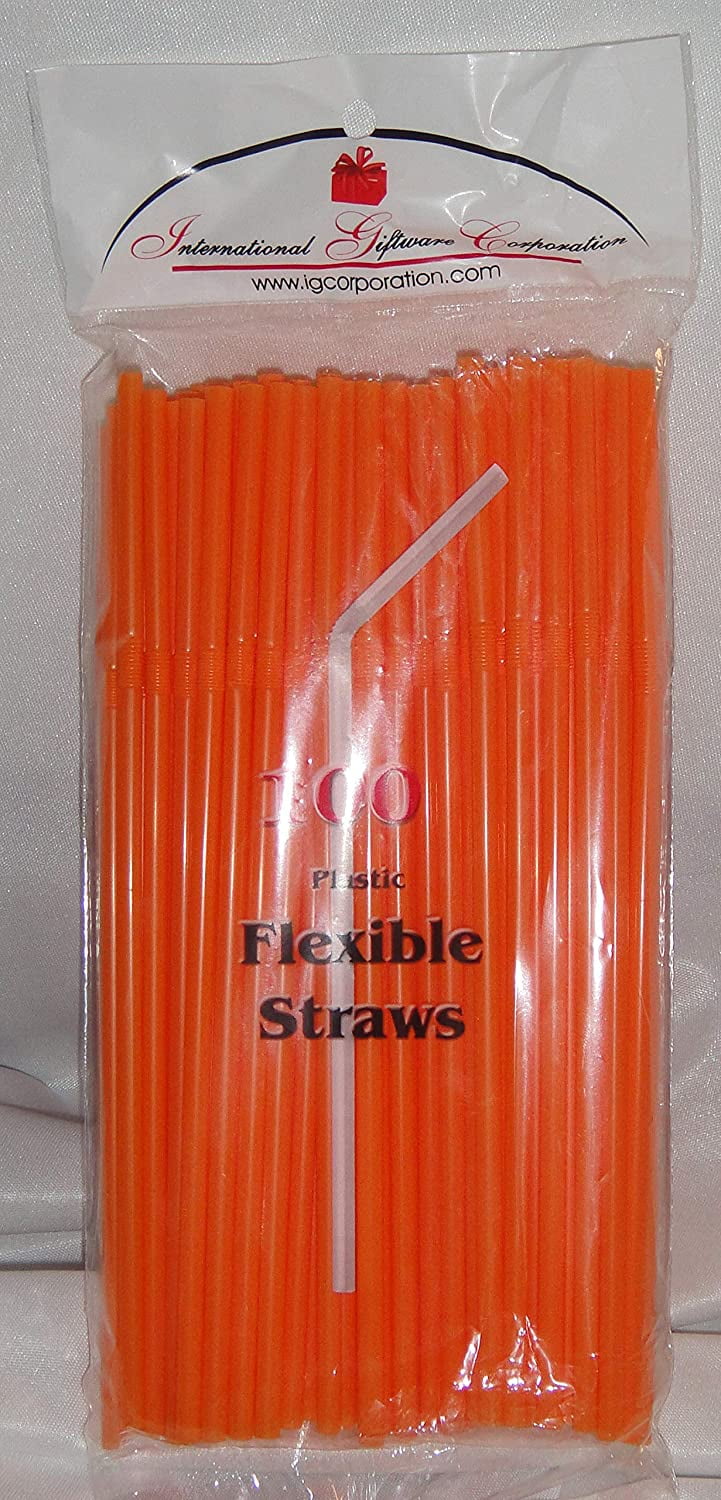 International Giftware Corporation
www.igcorporation.com
100
Plastic
Flexible
Straws